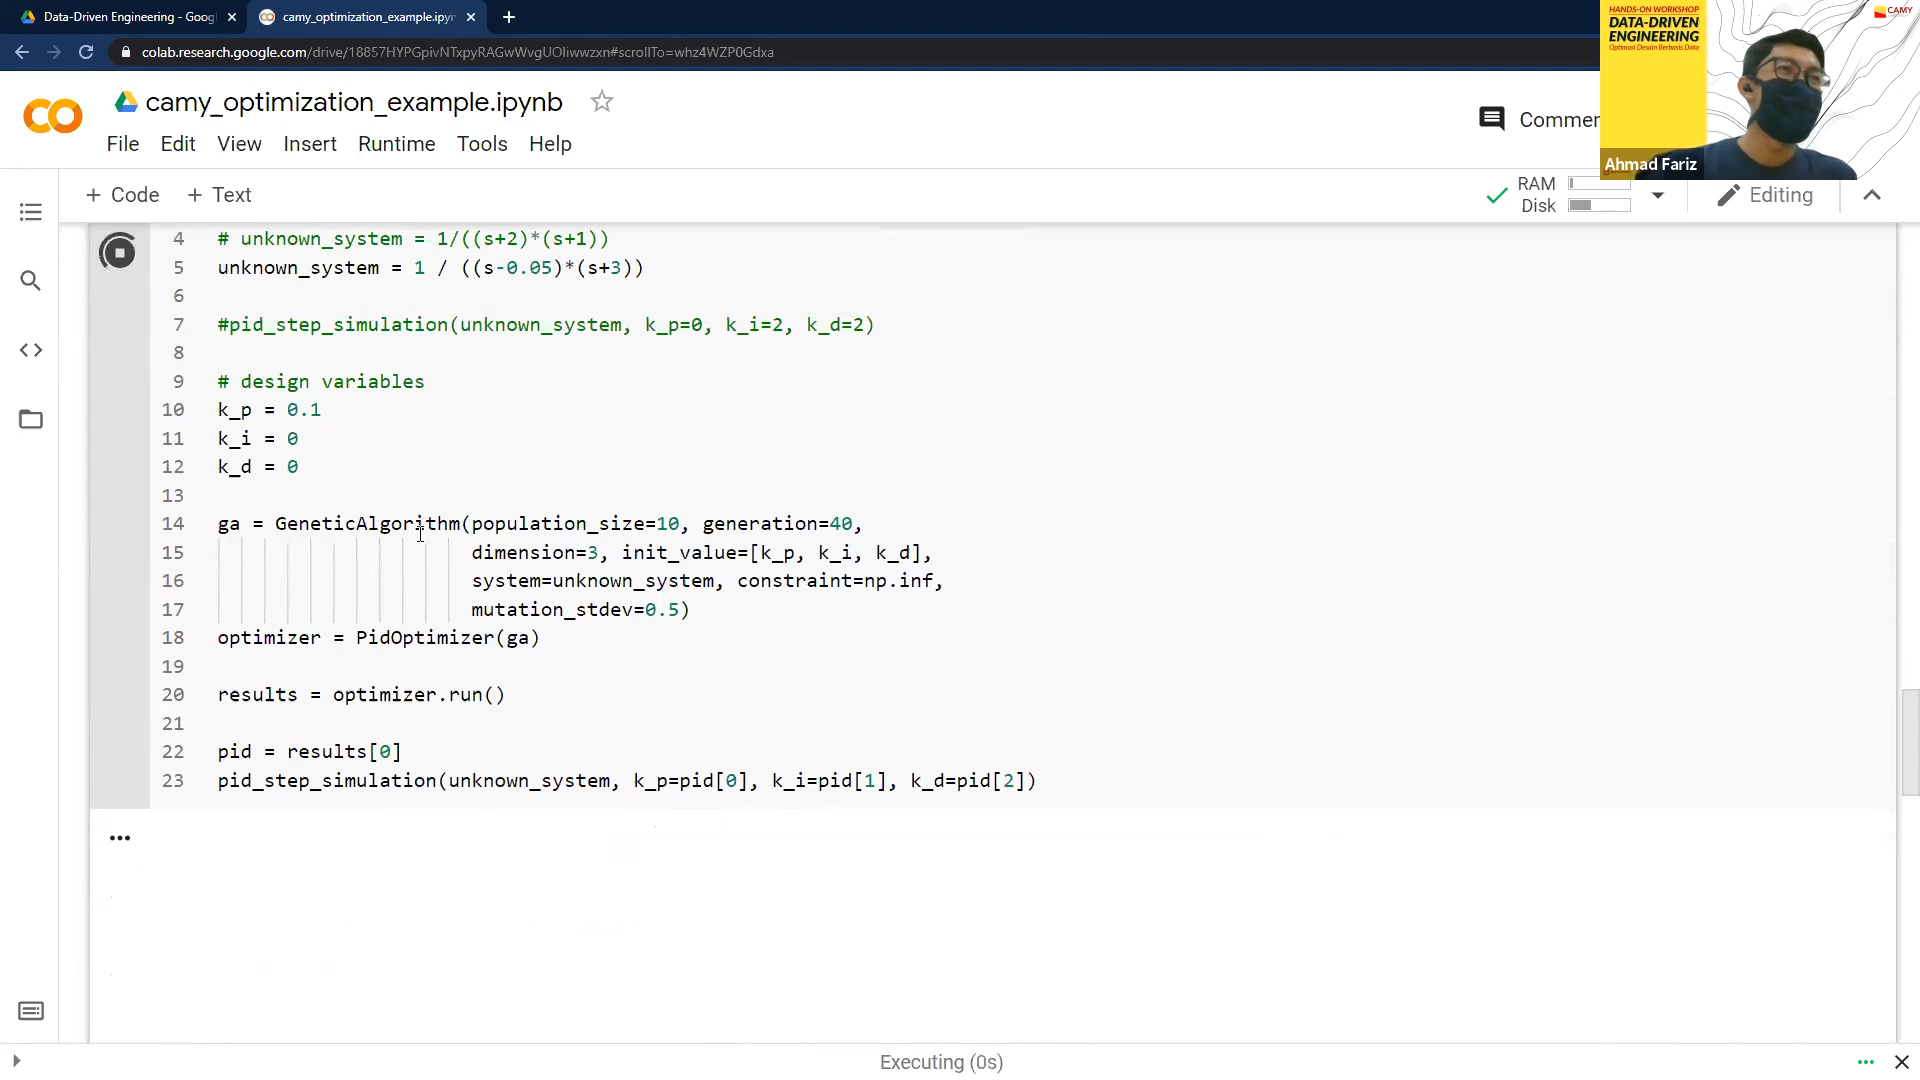 Data-Driven Engineering - Goog
camy_optimization_example.ipyn
colab.research.google.com/drive/18857HYPGpivNTxpyRAGwWvgUOIiwwzxn#scrollTo=whz4WZP0Gdxa
HANDS-ON WORKSHOP
DATA-DRIVEN
ENGINEERING
Optimasi Desain Berbasis Data
CAMY
Ahmad Fariz
camy_optimization_example.ipynb
File Edit View Insert Runtime Tools Help
Commen
+ Code + Text
RAM
Disk
Editing
4 # unknown_system = 1/((s+2)*(s+1))
5 unknown_system = 1 / ((s-0.05)*(s+3))
6
7 #pid_step_simulation(unknown_system, k_p=0, k_i=2, k_d=2)
8
9 # design variables
10 k_p = 0.1
11 k_i = 0
12 k_d = 0
13
14 ga = GeneticAlgorithm(population_size=10, generation=40,
15 dimension=3, init_value=[k_p, k_i, k_d],
16 system=unknown_system, constraint=np.inf,
17 mutation_stdev=0.5)
18 optimizer = PidOptimizer(ga)
19
20 results = optimizer.run()
21
22 pid = results[0]
23 pid_step_simulation(unknown_system, k_p=pid[0], k_i=pid[1], k_d=pid[2])
Executing (0s)